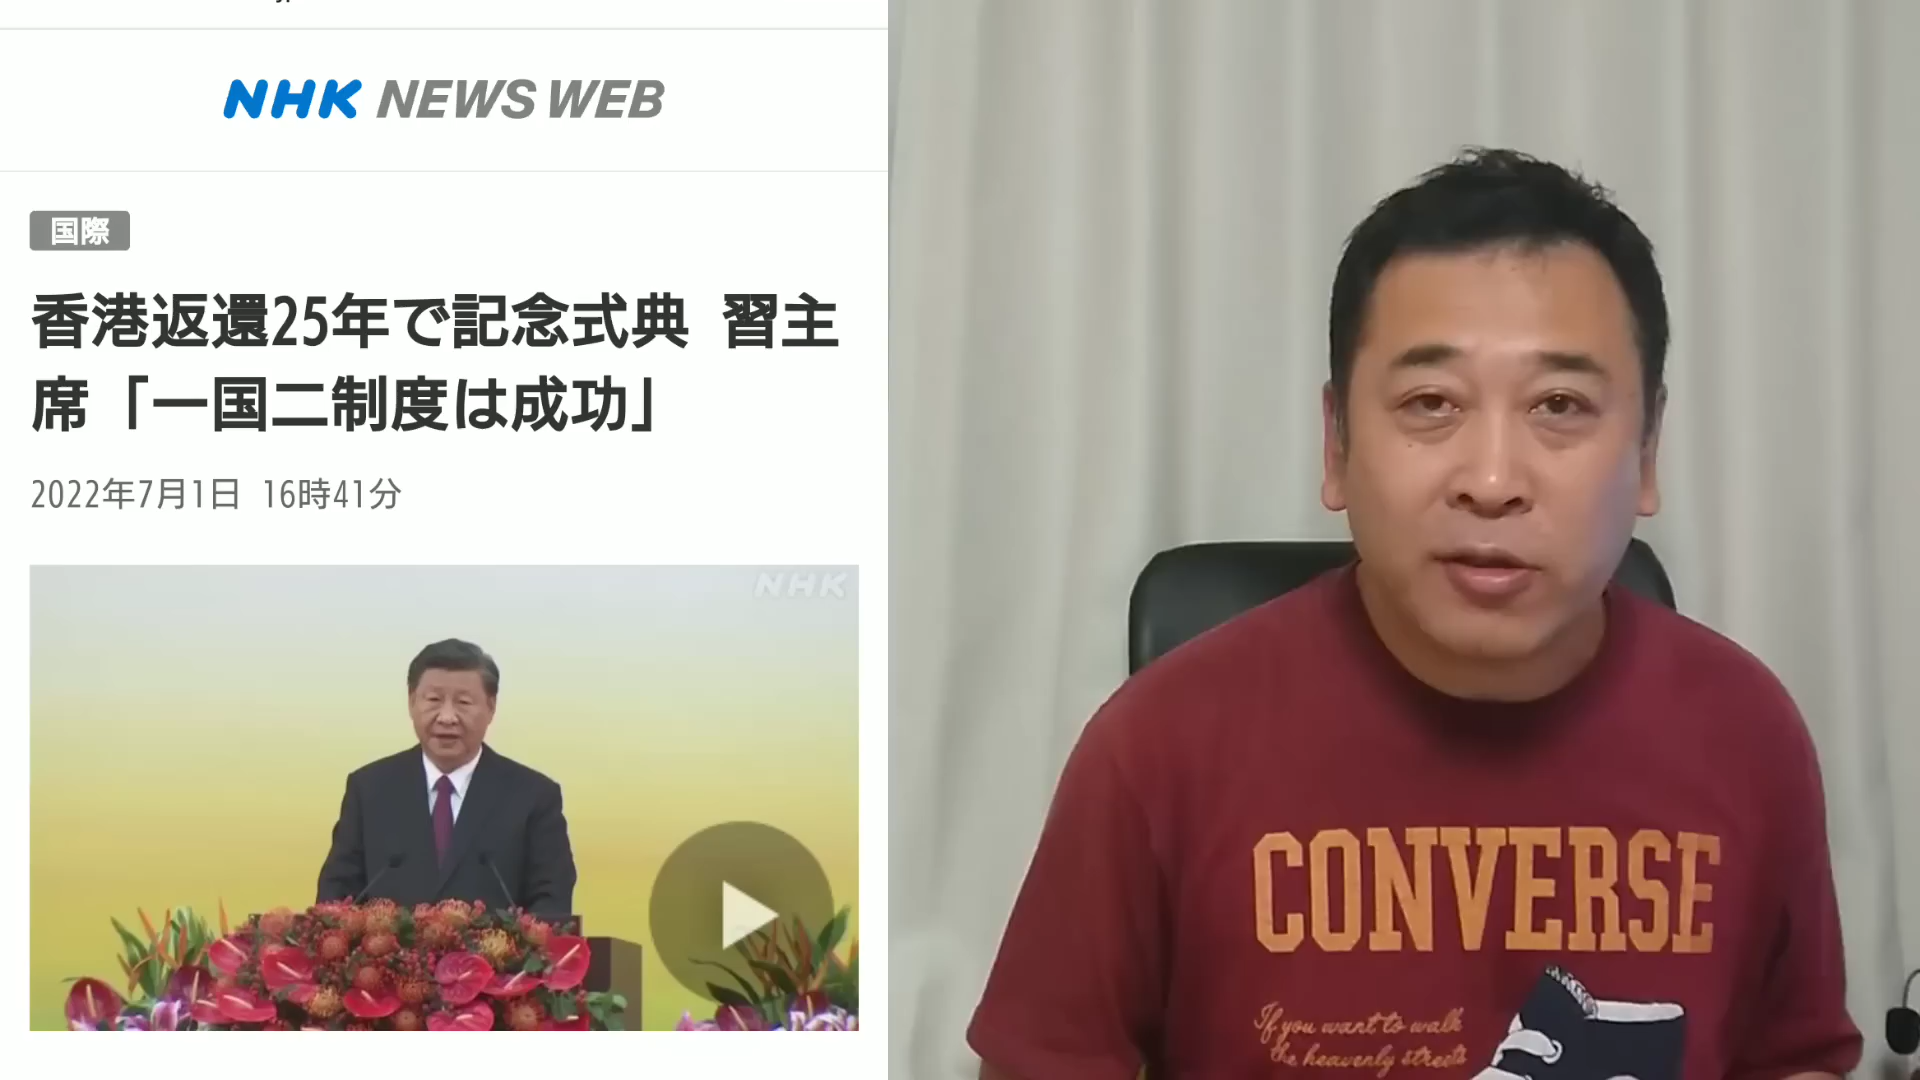 NHK NEWS WEB
国際
香港返還25年で記念式典 習主
席「一国二制度は成功」
2022年7月1日 16時41分
NHK
CONVERSE
If you want to walk
the heavenly streets